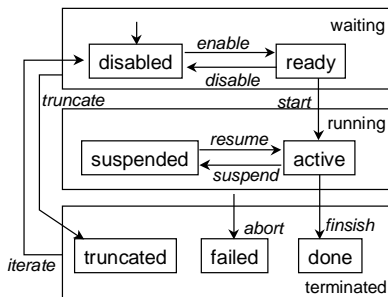 waiting
enable
disabled
ready
disable
truncate
start
running
resume
suspended
active
suspend
abort
finsish
truncated
failed
done
iterate
terminated